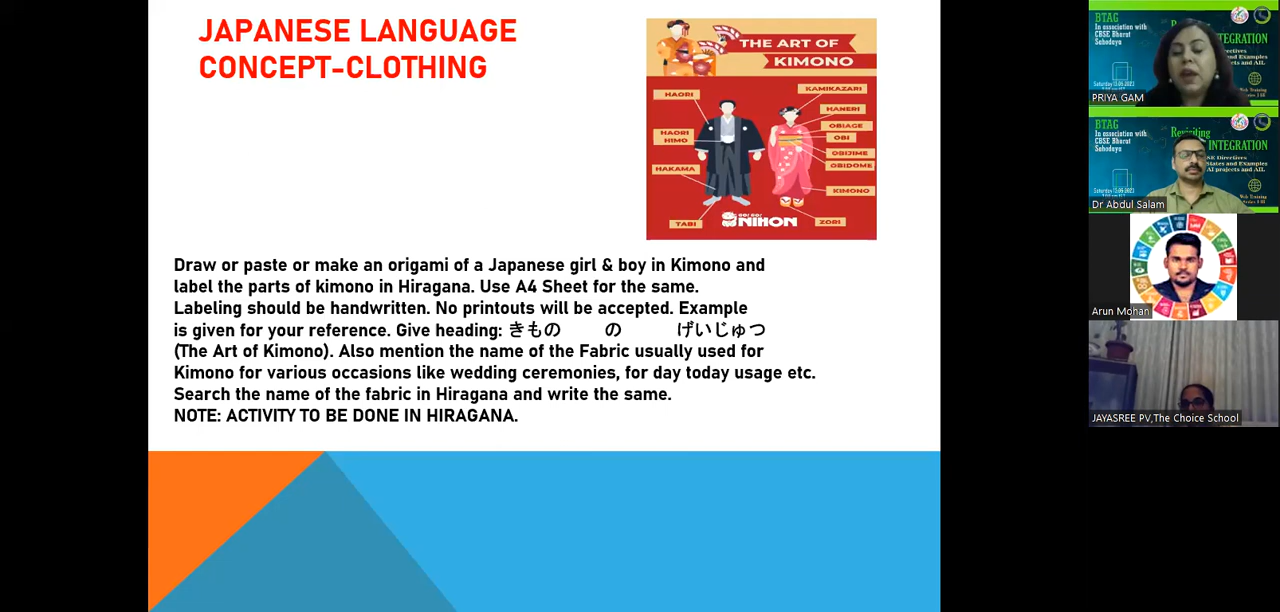 JAPANESE LANGUAGE
CONCEPT-CLOTHING
THE ART OF
KIMONO
HAORI
HAORI
HIMO
HAKAMA
TABI
KAMIKAZARI
HANERI
OBIAGE
OBI
OBIJIME
OBIDOME
KIMONO
ZORI
GO! GO!
NIHON
Draw or paste or make an origami of a Japanese girl & boy in Kimono and
label the parts of kimono in Hiragana. Use A4 Sheet for the same.
Labeling should be handwritten. No printouts will be accepted. Example
is given for your reference. Give heading: きもの の げいじゅつ
(The Art of Kimono). Also mention the name of the Fabric usually used for
Kimono for various occasions like wedding ceremonies, for day today usage etc.
Search the name of the fabric in Hiragana and write the same.
NOTE: ACTIVITY TO BE DONE IN HIRAGANA.
BTAG
In association with
CBSE Bharat
Sahodaya
PRIYA GAM
BTAG
In association with
CBSE Bharat
Sahodaya
INTEGRATION
Dr Abdul Salam
Arun Mohan
JAYASREE PV,The Choice School